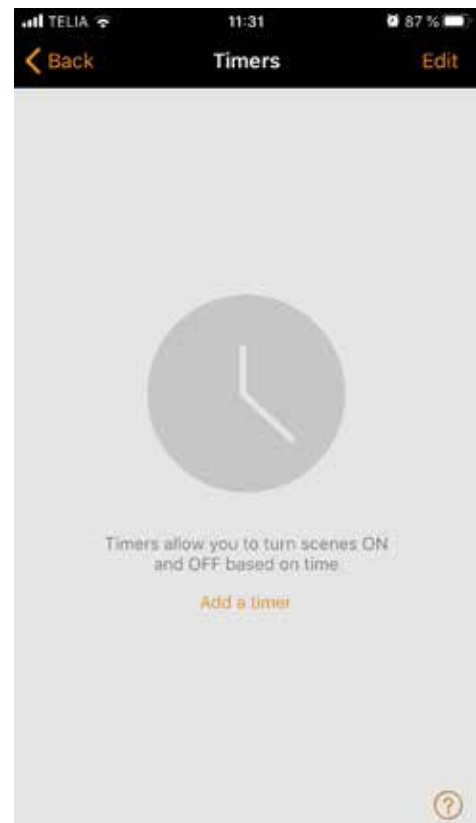 TELIA 11:31 87 %
Back Timers Edit
Timers allow you to turn scenes ON
and OFF based on time
Add a timer
?